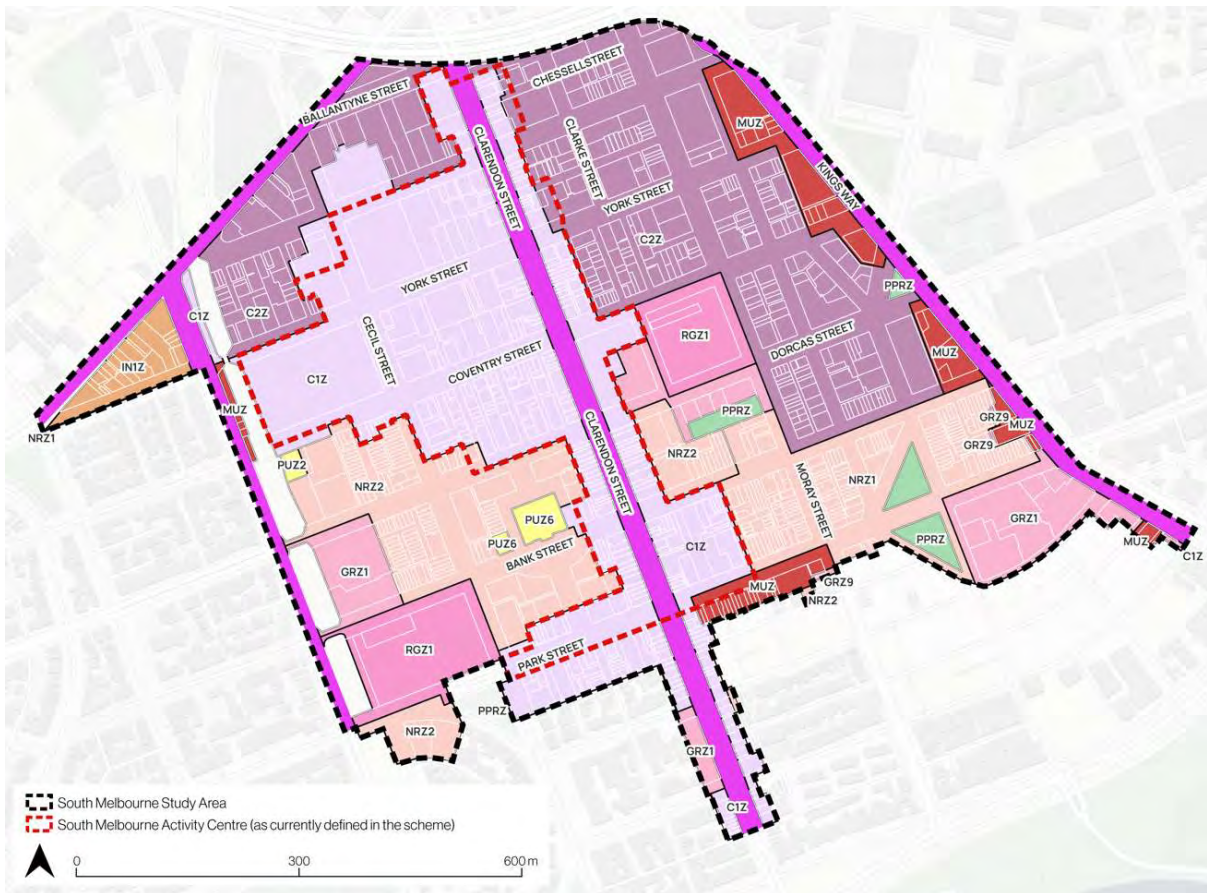 CHESSELLSTREET
BALLANTYNE STREET
MUZ
CLARENDON STREET
CLARKE STREET
KINGS WAY
YORK STREET
C2Z
YORK STREET
PPRZ
C1Z
C2Z
RGZ1
DORCAS STREET
CECIL STREET
COVENTRY STREET
MUZ
IN1Z
C1Z
MUZ
PPRZ
GRZ9
MUZ
NRZ1
GRZ9
CLARENDON STREET
NRZ2
PUZ2
NRZ2
MORAY STREET
NRZ1
PUZ6
GRZ1
PUZ6
PPRZ
C1Z
MUZ
C1Z
BANK STREET
GRZ1
MUZ
GRZ9
NRZ2
RGZ1
PARK STREET
PPRZ
NRZ2
GRZ1
C1Z
South Melbourne Study Area
South Melbourne Activity Centre (as currently defined in the scheme)
0 300 600 m